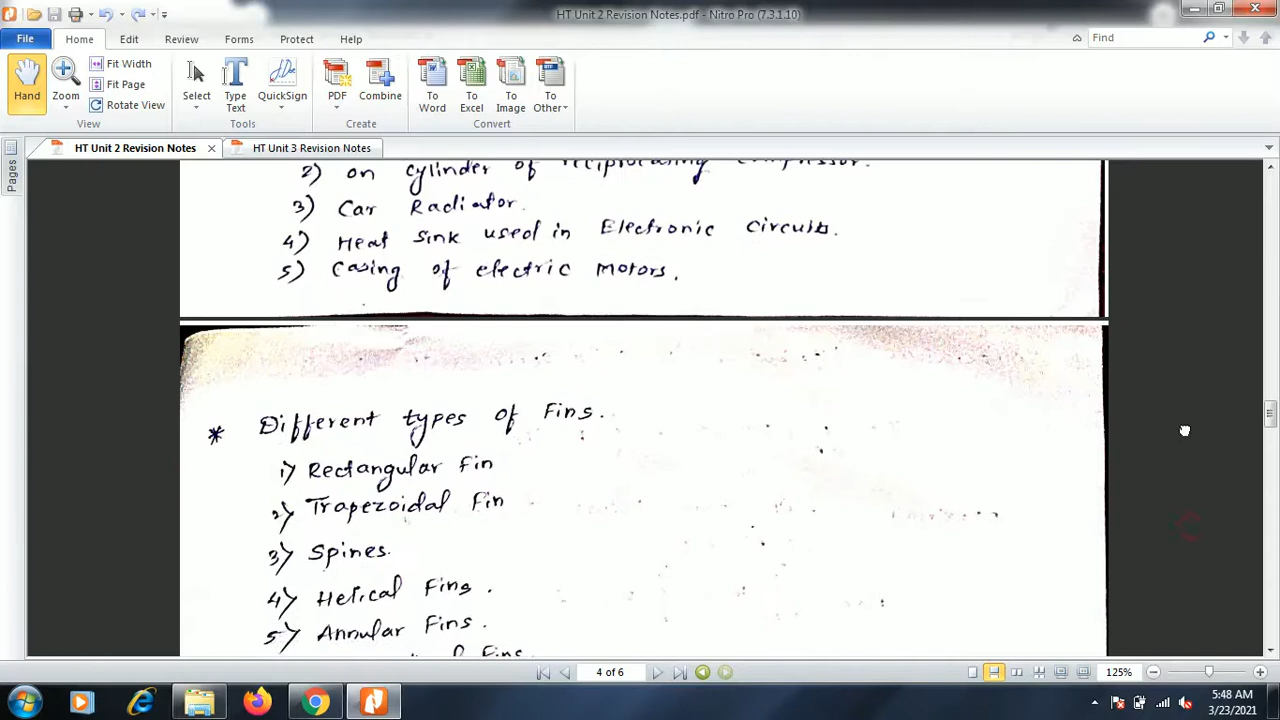 HT Unit 2 Revision Notes.pdf - Nitro Pro (7.3.1.10)
File Home Edit Review Forms Protect Help Find
Hand Zoom Fit Width Fit Page Rotate View Select Type Text QuickSign PDF Combine To Word To Excel To Image To Other
View Tools Create Convert
HT Unit 2 Revision Notes HT Unit 3 Revision Notes
Pages
2) on cylinder of reciprocating compressor.
3) Car Radiator.
4) Heat sink used in Electronic Circuits.
5) Casing of electric Motors.
* Different types of Fins.
1) Rectangular Fin
2) Trapezoidal Fin
3) Spines.
4) Helical Fins.
5) Annular Fins.
Fins.
4 of 6 125%
5:48 AM
3/23/2021